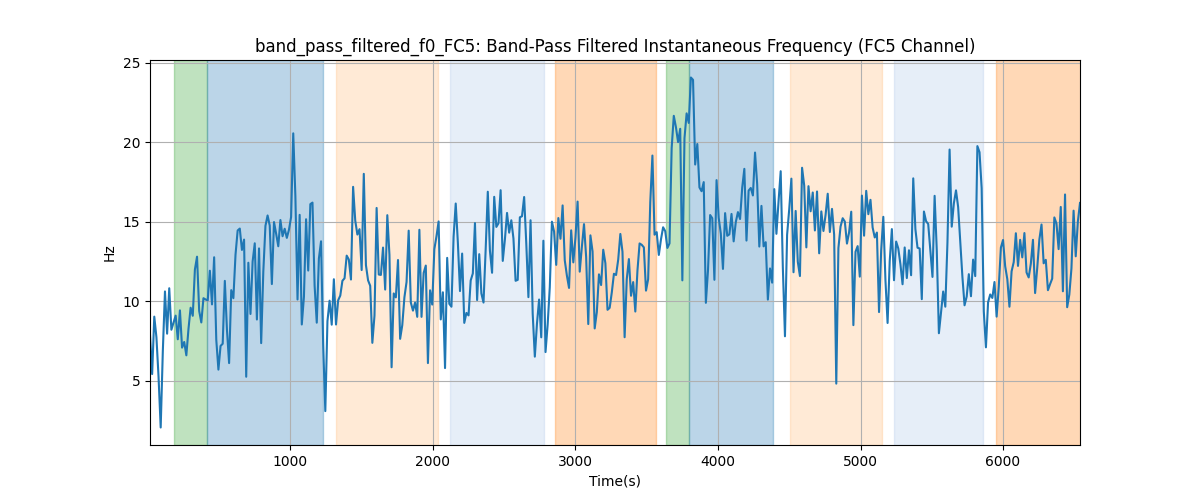 band_pass_filtered_f0_FC5: Band-Pass Filtered Instantaneous Frequency (FC5 Channel)
25
20
15
10
5
Hz
1000 2000 3000 4000 5000 6000
Time(s)